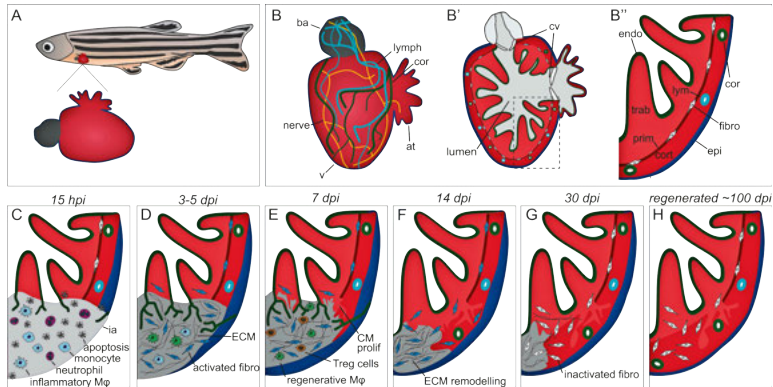 A
B
ba
lymph
cor
nerve
at
v
B'
cv
lumen
B''
endo
cor
lym
trab
fibro
prim
cort
epi
15 hpi
3-5 dpi
7 dpi
14 dpi
30 dpi
regenerated ~100 dpi
C
D
E
F
G
H
ia
apoptosis
monocyte
neutrophil
inflammatory Mφ
ECM
activated fibro
CM
prolif
Treg cells
regenerative Mφ
ECM remodelling
inactivated fibro